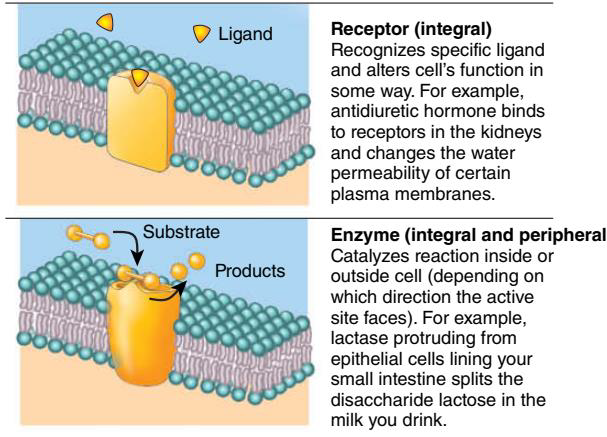 Ligand
Receptor (integral)
Recognizes specific ligand
and alters cell's function in
some way. For example,
antidiuretic hormone binds
to receptors in the kidneys
and changes the water
permeability of certain
plasma membranes.
Substrate
Products
Enzyme (integral and peripheral
Catalyzes reaction inside or
outside cell (depending on
which direction the active
site faces). For example,
lactase protruding from
epithelial cells lining your
small intestine splits the
disaccharide lactose in the
milk you drink.